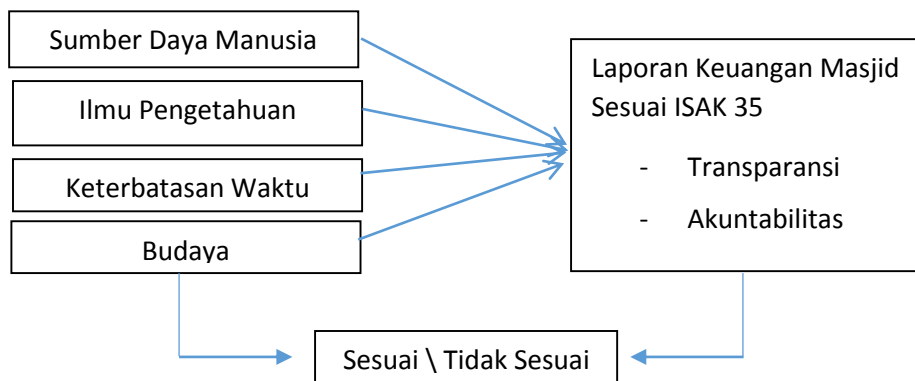 Sumber Daya Manusia
Ilmu Pengetahuan
Keterbatasan Waktu
Budaya
Laporan Keuangan Masjid
Sesuai ISAK 35
- Transparansi
- Akuntabilitas
Sesuai \ Tidak Sesuai